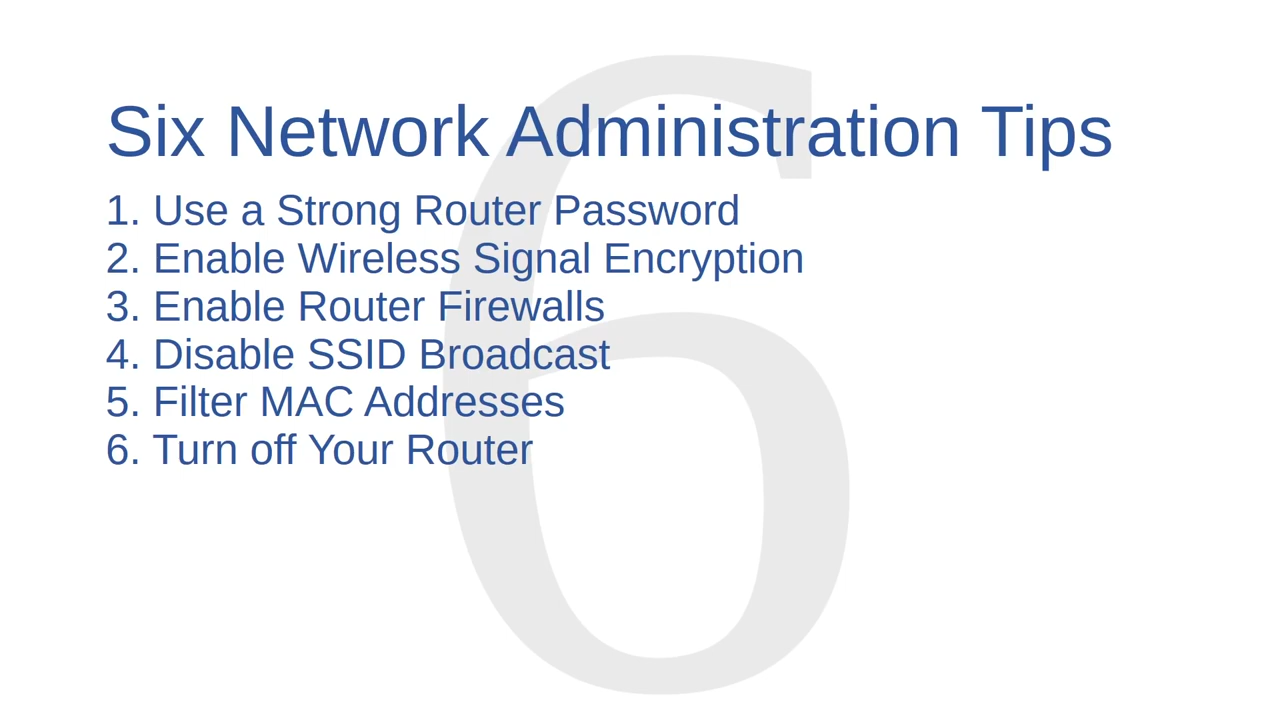 6
Six Network Administration Tips
1. Use a Strong Router Password
2. Enable Wireless Signal Encryption
3. Enable Router Firewalls
4. Disable SSID Broadcast
5. Filter MAC Addresses
6. Turn off Your Router